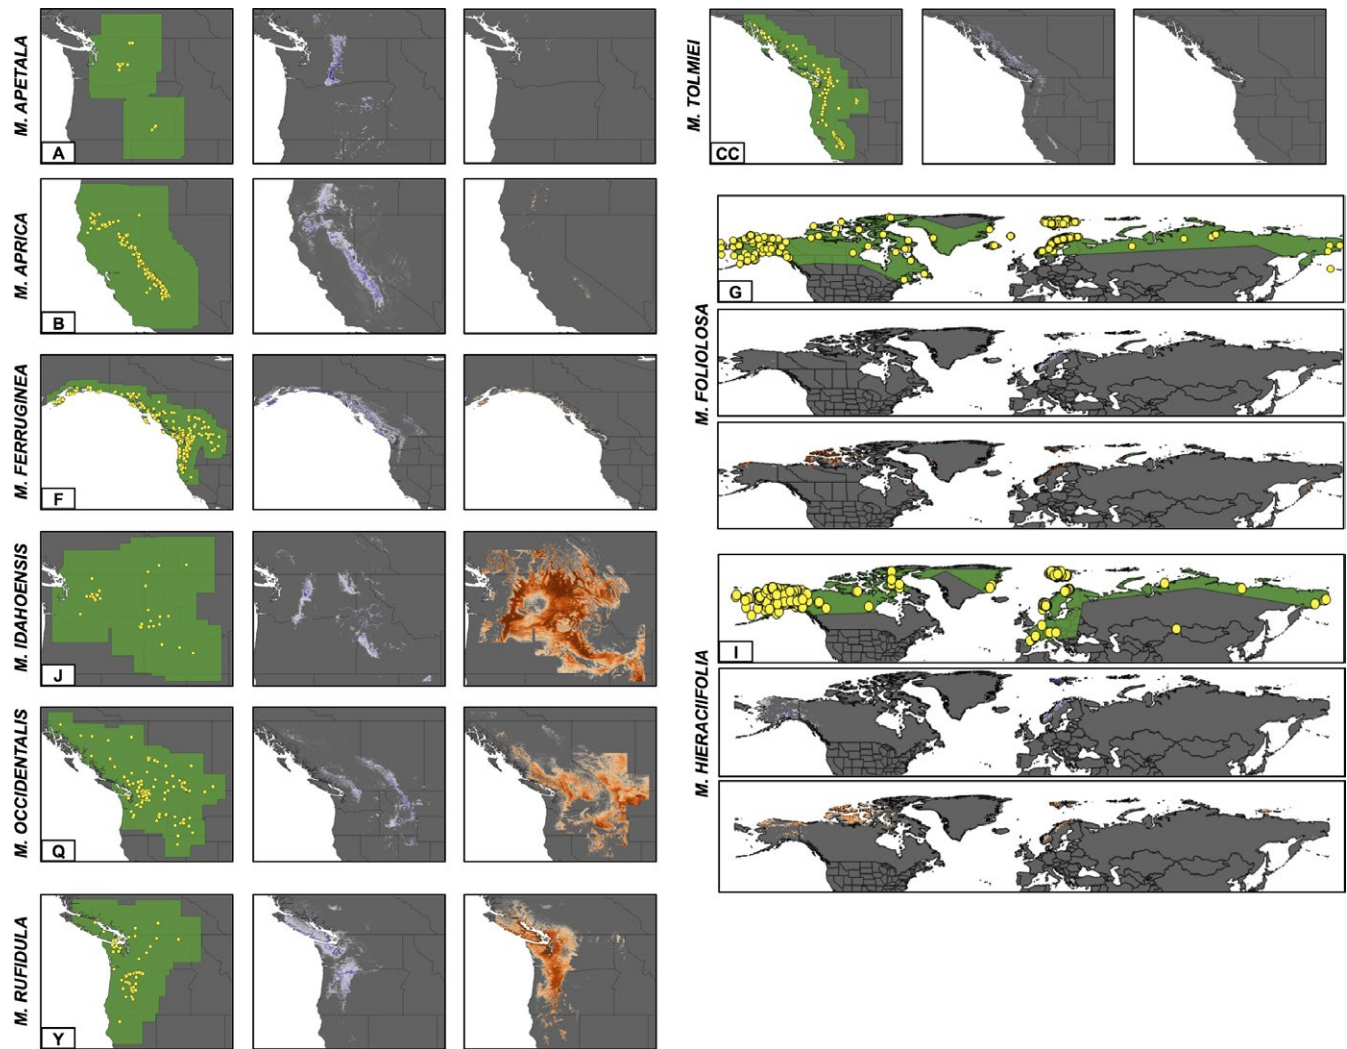 M. APETALA
A
M. APRICA
B
M. FERRUGINEA
F
M. IDAHOENSIS
J
M. OCCIDENTALIS
Q
M. RUFIDULA
Y
M. TOLMIEI
CC
M. FOLIOLOSA
G
M. HIERACIIFOLIA
I